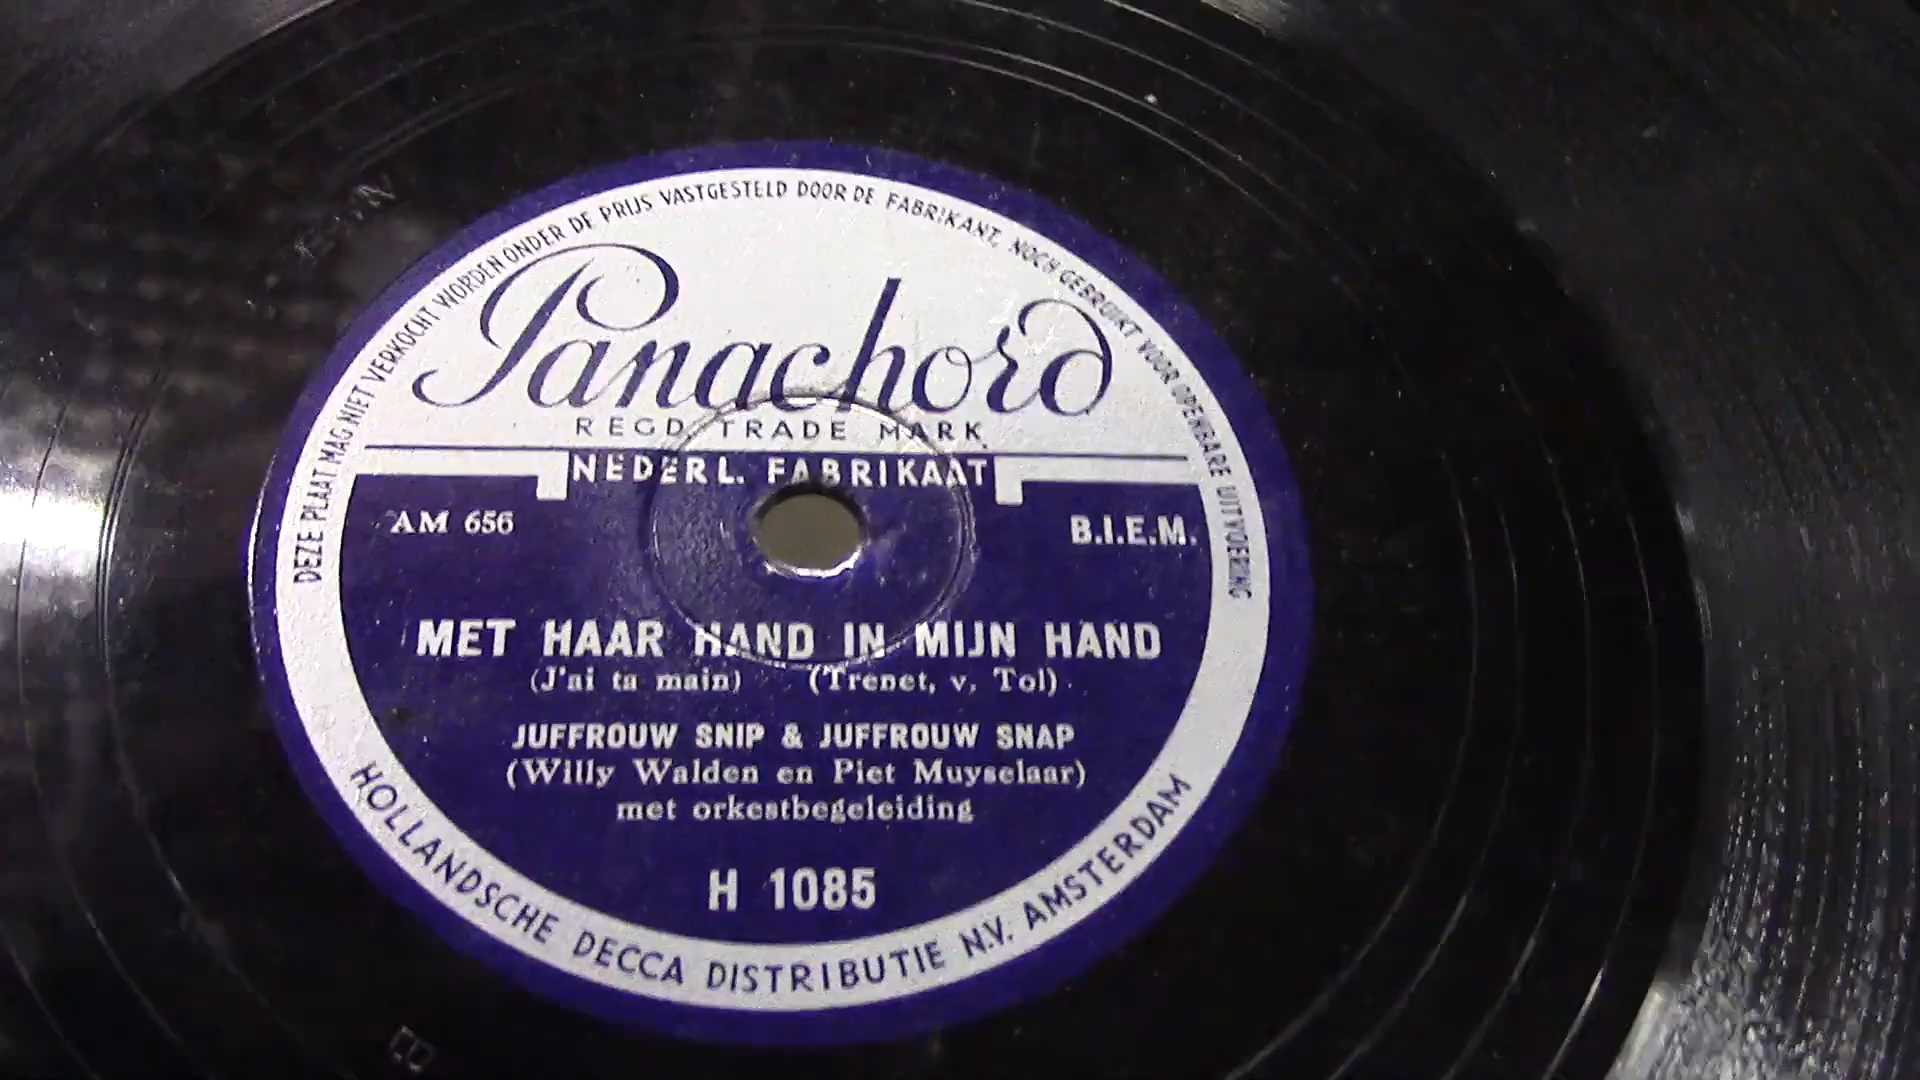 DEZE PLAAT MAG NIET VERKOCHT WORDEN ONDER DE PRIJS VASTGESTELD DOOR DE FABRIKANT, NOCH GEBRUIKT VOOR OPENBARE UITVOERING
Panachord
REGD. TRADE MARK.
NEDERL. FABRIKAAT
AM 656
B.I.E.M.
MET HAAR HAND IN MIJN HAND
(J'ai ta main) (Trenet, v. Tol)
JUFFROUW SNIP & JUFFROUW SNAP
(Willy Walden en Piet Muyselaar)
met orkestbegeleiding
H 1085
HOLLANDSCHE DECCA DISTRIBUTIE N.V. AMSTERDAM